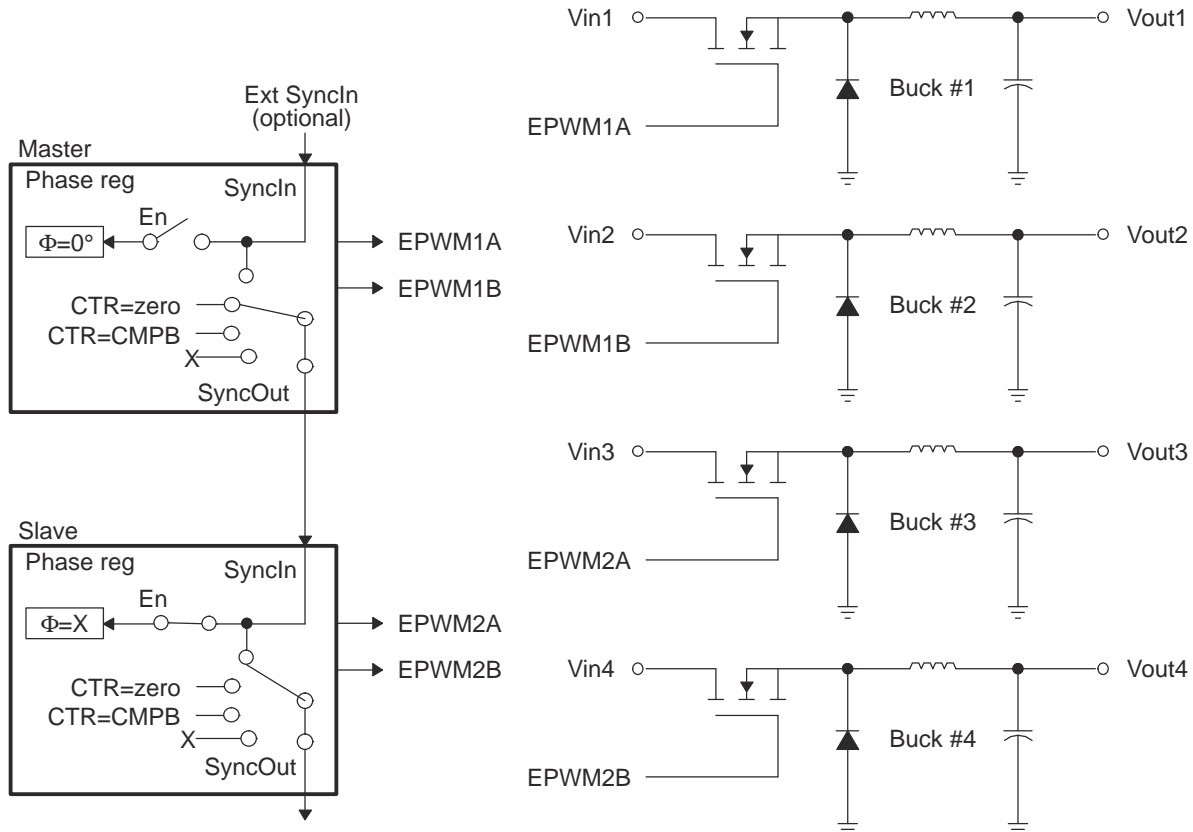 Ext SyncIn
(optional)
Master
Phase reg
SyncIn
En
Φ=0°
EPWM1A
EPWM1B
CTR=zero
CTR=CMPB
X
SyncOut
Slave
Phase reg
SyncIn
En
Φ=X
EPWM2A
EPWM2B
CTR=zero
CTR=CMPB
X
SyncOut
Vin1
Vout1
Buck #1
EPWM1A
Vin2
Vout2
Buck #2
EPWM1B
Vin3
Vout3
Buck #3
EPWM2A
Vin4
Vout4
Buck #4
EPWM2B